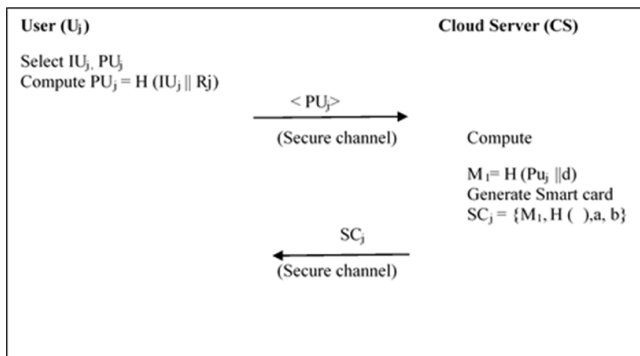 User (Uj)
Cloud Server (CS)
Select IUj, PUj
Compute PUj = H (IUj || Rj)
< PUj>
(Secure channel)
Compute
M1= H (Puj ||d)
Generate Smart card
SCj = {M1, H ( ),a, b}
SCj
(Secure channel)